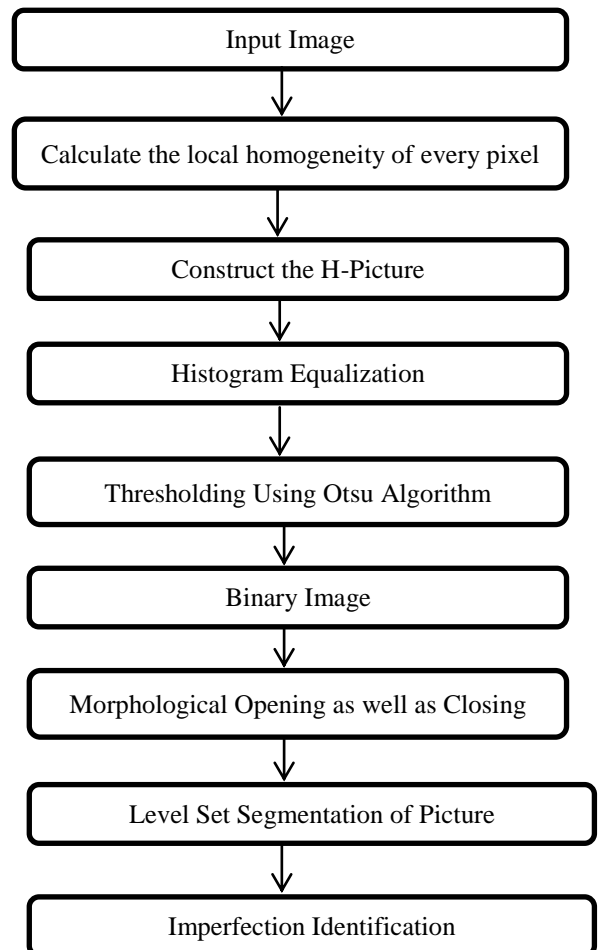 Input Image
Calculate the local homogeneity of every pixel
Construct the H-Picture
Histogram Equalization
Thresholding Using Otsu Algorithm
Binary Image
Morphological Opening as well as Closing
Level Set Segmentation of Picture
Imperfection Identification